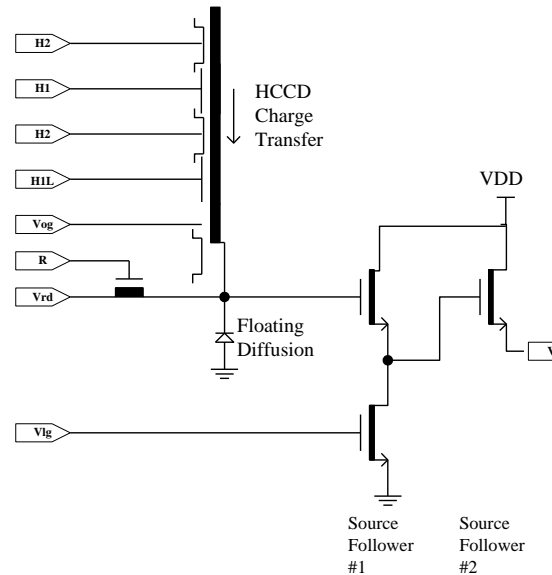 H2
H1
H2
H1L
Vog
R
Vrd
Vlg
HCCD
Charge
Transfer
VDD
Floating
Diffusion
V
Source
Follower
#1
Source
Follower
#2